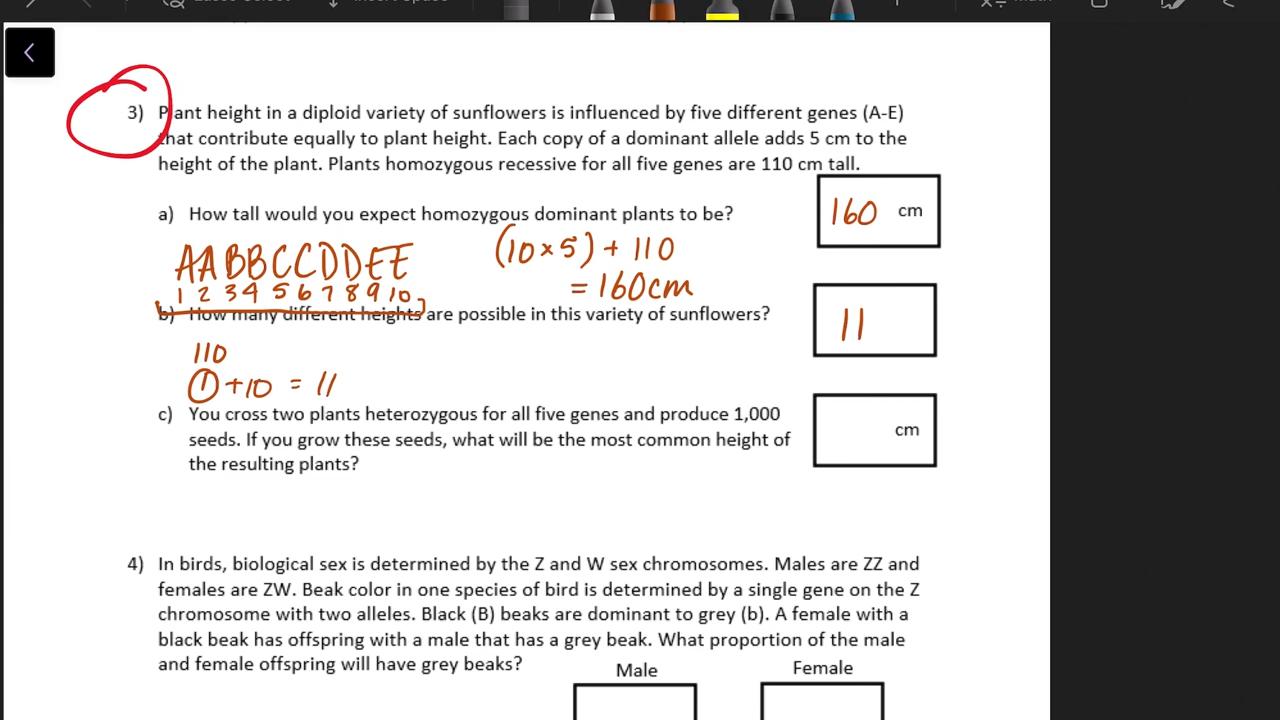 3) Plant height in a diploid variety of sunflowers is influenced by five different genes (A-E)
that contribute equally to plant height. Each copy of a dominant allele adds 5 cm to the
height of the plant. Plants homozygous recessive for all five genes are 110 cm tall.
a) How tall would you expect homozygous dominant plants to be?
160 cm
AABBCCDDEE
1 2 3 4 5 6 7 8 9 10
(10 × 5) + 110
= 160cm
b) How many different heights are possible in this variety of sunflowers?
11
110
1 + 10 = 11
c) You cross two plants heterozygous for all five genes and produce 1,000
seeds. If you grow these seeds, what will be the most common height of
the resulting plants?
cm
4) In birds, biological sex is determined by the Z and W sex chromosomes. Males are ZZ and
females are ZW. Beak color in one species of bird is determined by a single gene on the Z
chromosome with two alleles. Black (B) beaks are dominant to grey (b). A female with a
black beak has offspring with a male that has a grey beak. What proportion of the male
and female offspring will have grey beaks?
Male Female